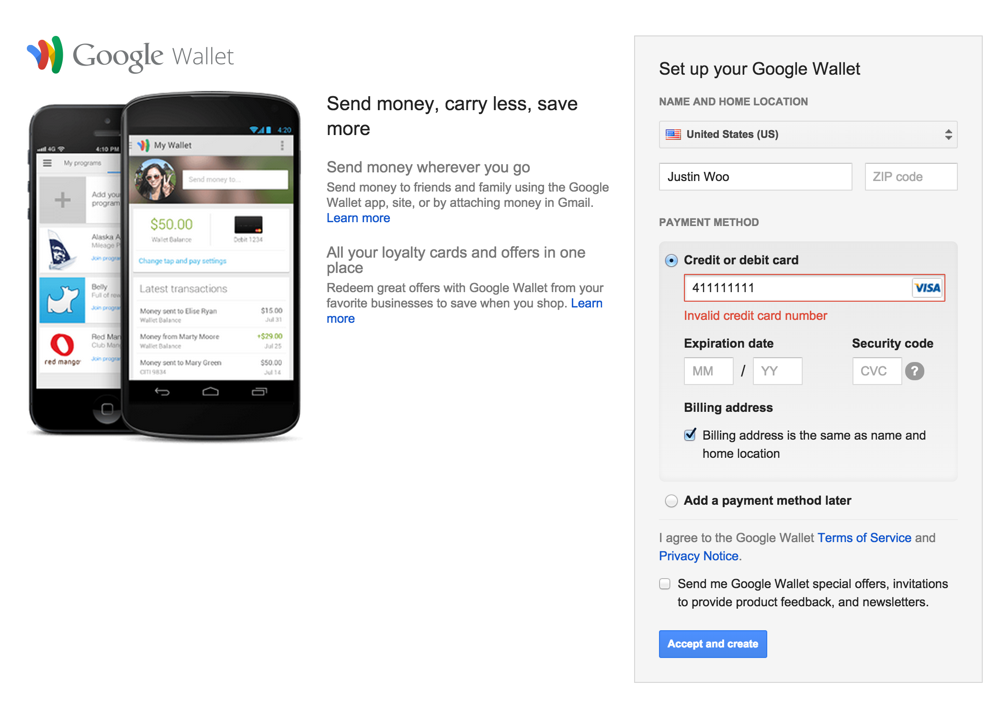 Google Wallet
4G 4:10 PM
My programs
Add your
program
Alaska A
Mileage P
Join progra
Belly
Full of rew
Join progra
Red Man
Club Man
Join progra
red mango
4:20
My Wallet
Send money to...
$50.00
Wallet Balance
Debit 1234
Change tap and pay settings
Latest transactions
Money sent to Elise Ryan $15.00
Wallet Balance Jul 31
Money from Marty Moore +$29.00
Wallet Balance Jul 25
Money sent to Mary Green $50.00
CITI 9834 Jul 14
Send money, carry less, save
more
Send money wherever you go
Send money to friends and family using the Google
Wallet app, site, or by attaching money in Gmail.
Learn more
All your loyalty cards and offers in one
place
Redeem great offers with Google Wallet from your
favorite businesses to save when you shop. Learn
more
Set up your Google Wallet
NAME AND HOME LOCATION
United States (US)
Justin Woo ZIP code
PAYMENT METHOD
Credit or debit card
411111111 VISA
Invalid credit card number
Expiration date Security code
MM / YY CVC ?
Billing address
Billing address is the same as name and
home location
Add a payment method later
I agree to the Google Wallet Terms of Service and
Privacy Notice.
Send me Google Wallet special offers, invitations
to provide product feedback, and newsletters.
Accept and create